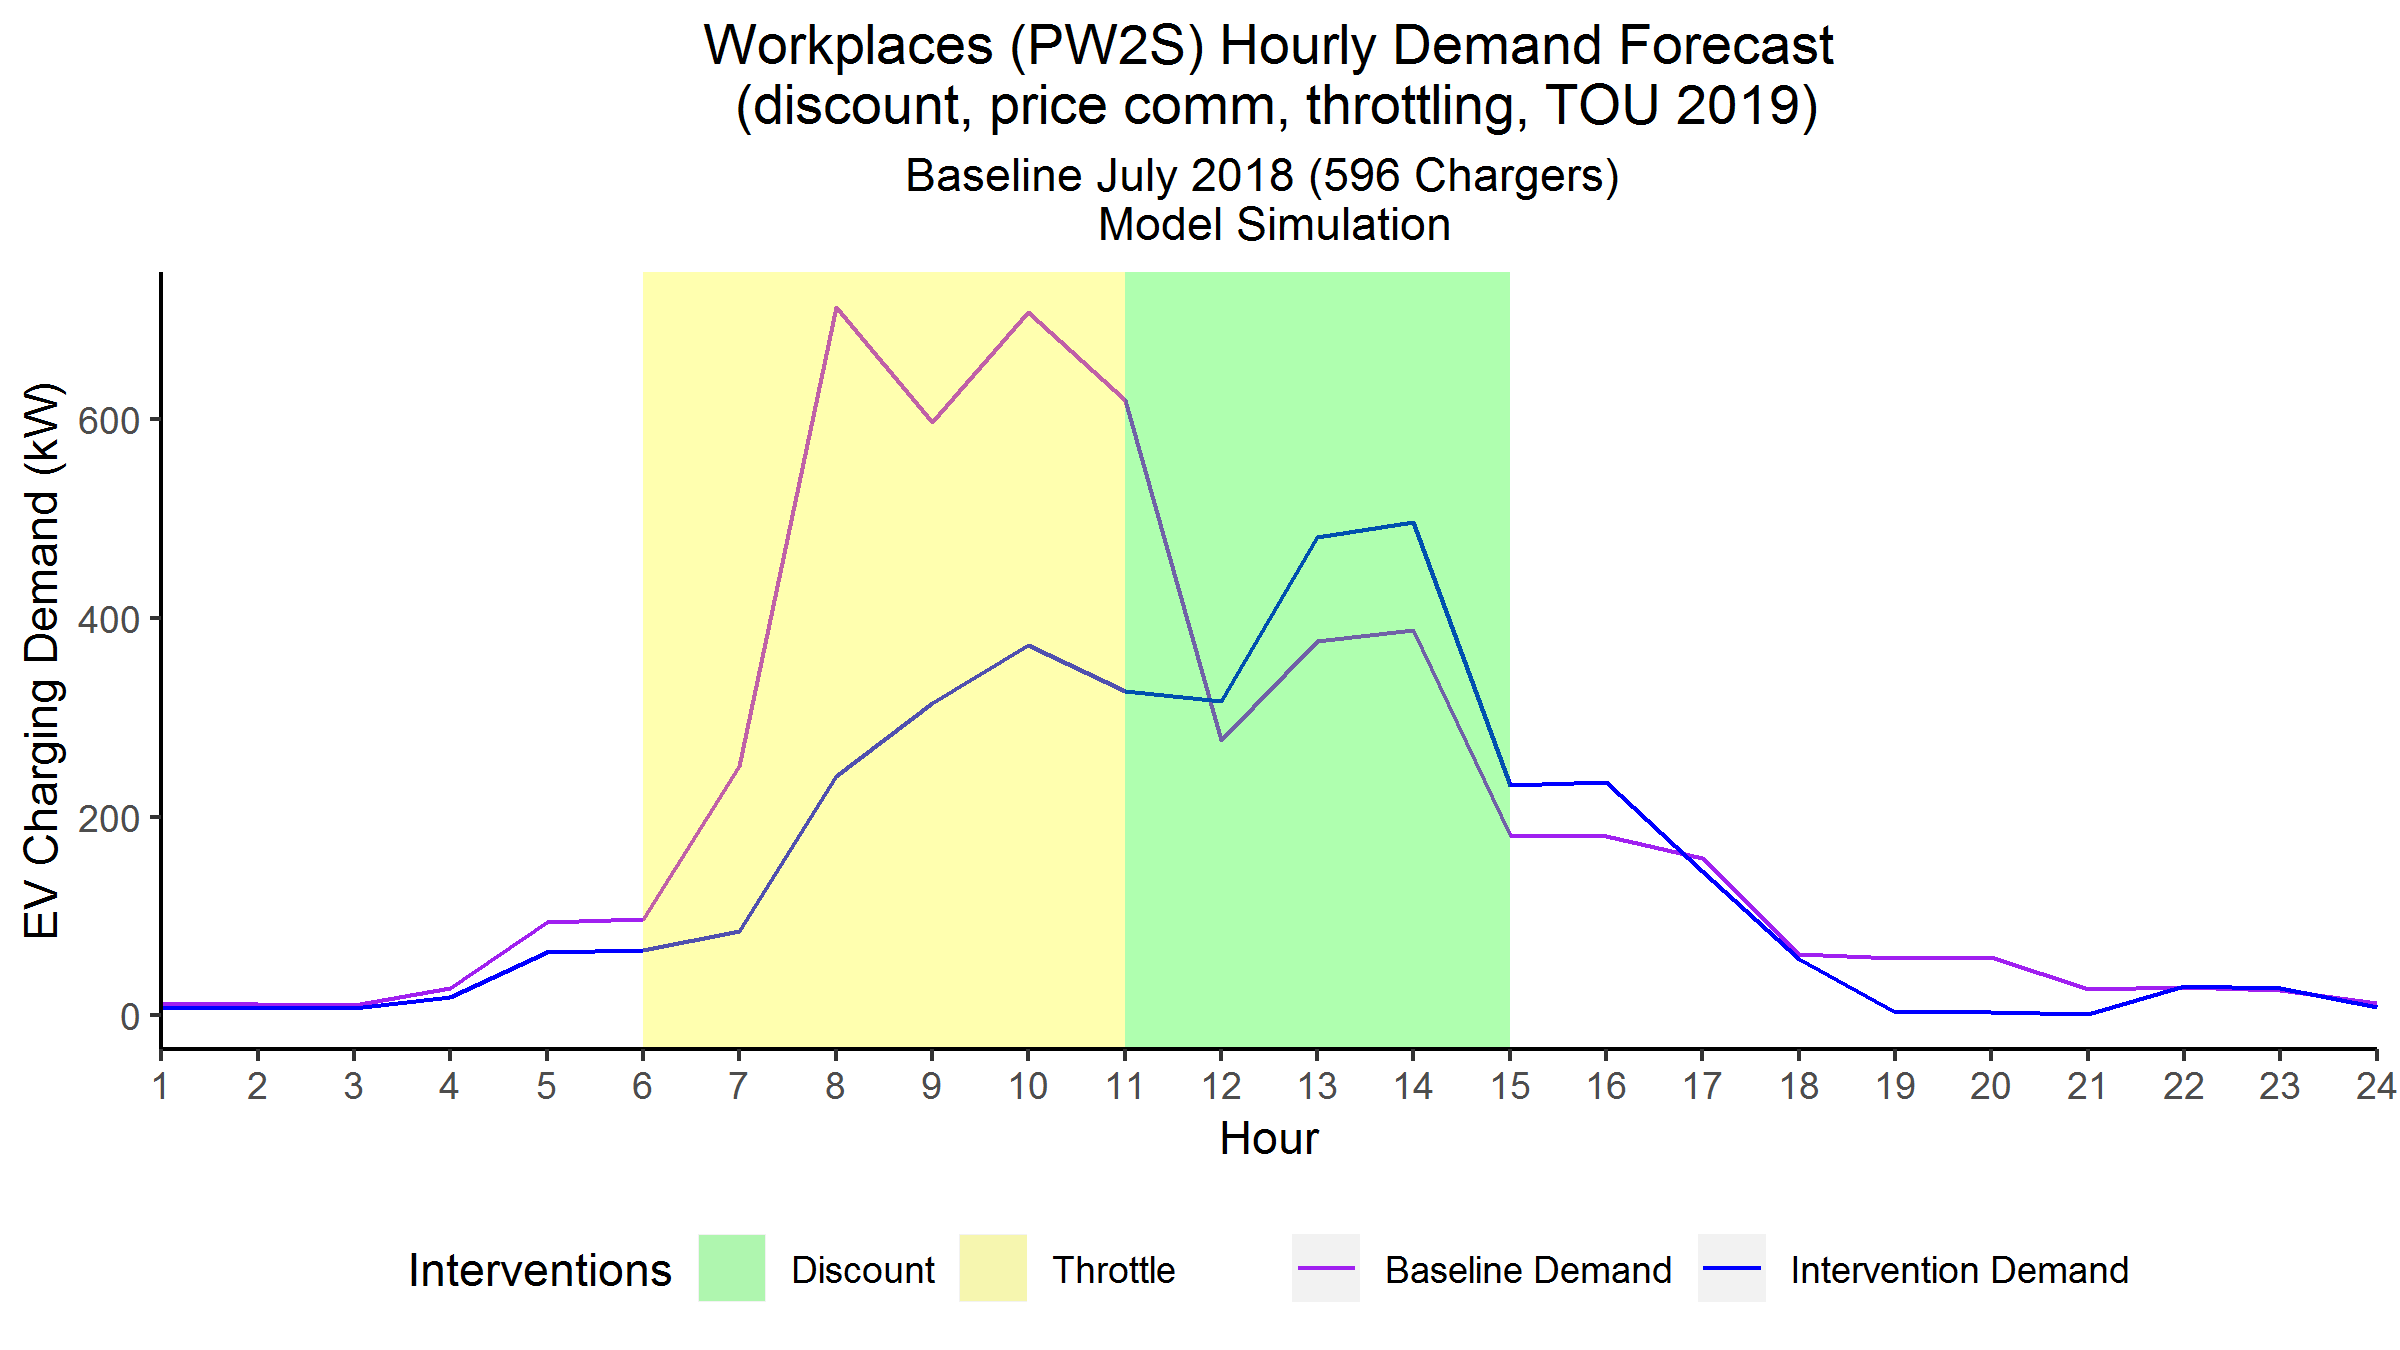 Workplaces (PW2S) Hourly Demand Forecast
(discount, price comm, throttling, TOU 2019)
Baseline July 2018 (596 Chargers)
Model Simulation
EV Charging Demand (kW)
600
400
200
0
1 2 3 4 5 6 7 8 9 10 11 12 13 14 15 16 17 18 19 20 21 22 23 24
Hour
Interventions Discount Throttle Baseline Demand Intervention Demand